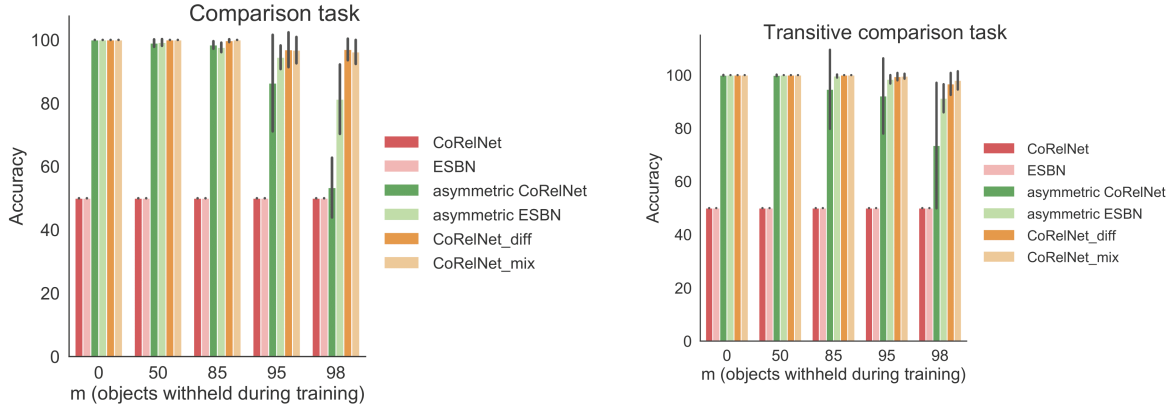 Comparison task
100
80
60
40
20
0
Accuracy
0 50 85 95 98
m (objects withheld during training)
CoRelNet
ESBN
asymmetric CoRelNet
asymmetric ESBN
CoRelNet_diff
CoRelNet_mix
Transitive comparison task
100
80
60
40
20
0
Accuracy
0 50 85 95 98
m (objects withheld during training)
CoRelNet
ESBN
asymmetric CoRelNet
asymmetric ESBN
CoRelNet_diff
CoRelNet_mix